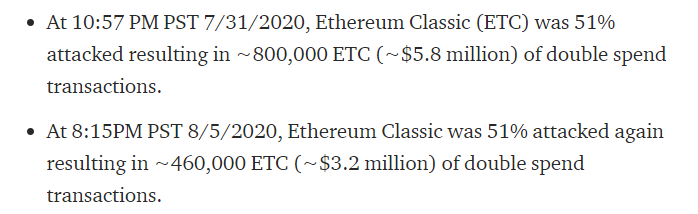 • At 10:57 PM PST 7/31/2020, Ethereum Classic (ETC) was 51%
attacked resulting in ~800,000 ETC (~$5.8 million) of double spend
transactions.
• At 8:15PM PST 8/5/2020, Ethereum Classic was 51% attacked again
resulting in ~460,000 ETC (~$3.2 million) of double spend
transactions.